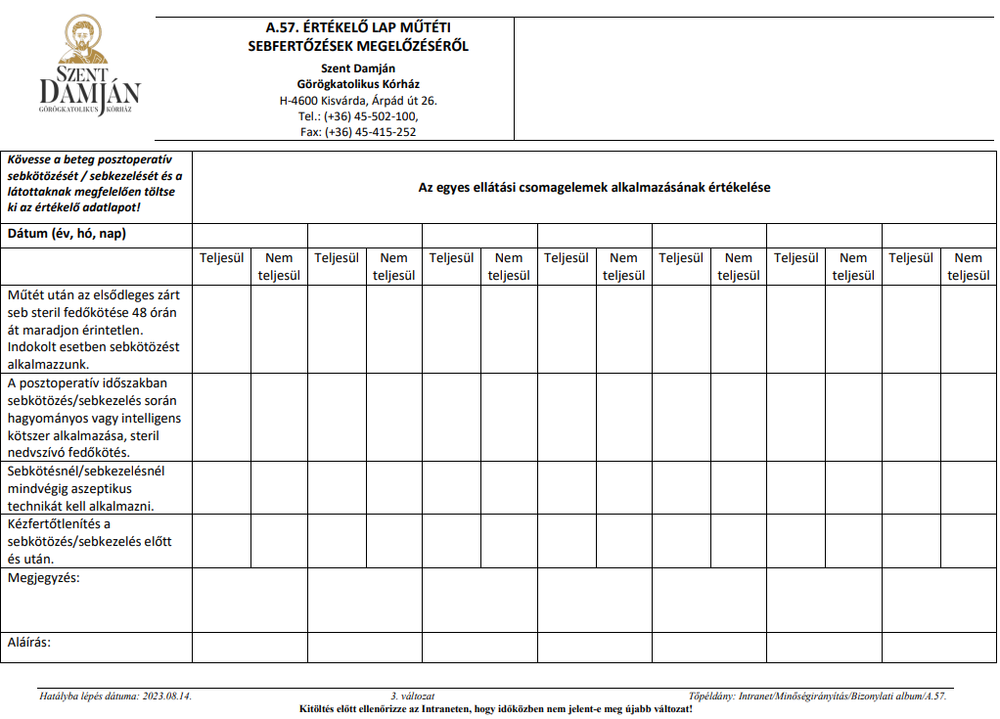 SZENT
DAMJÁN
GÖRÖGKATOLIKUS KÓRHÁZ
A.57. ÉRTÉKELŐ LAP MŰTÉTI
SEBFERTŐZÉSEK MEGELŐZÉSÉRŐL
Szent Damján
Görögkatolikus Kórház
H-4600 Kisvárda, Árpád út 26.
Tel.: (+36) 45-502-100,
Fax: (+36) 45-415-252
Kövesse a beteg posztoperatív
sebkötözését / sebkezelését és a
látottaknak megfelelően töltse
ki az értékelő adatlapot!
Az egyes ellátási csomagelemek alkalmazásának értékelése
Dátum (év, hó, nap)
Teljesül Nem Teljesül Nem Teljesül Nem Teljesül Nem Teljesül Nem Teljesül Nem Teljesül Nem
teljesül teljesül teljesül teljesül teljesül teljesül teljesül
Műtét után az elsődleges zárt
seb steril fedőkötése 48 órán
át maradjon érintetlen.
Indokolt esetben sebkötözést
alkalmazzunk.
A posztoperatív időszakban
sebkötözés/sebkezelés során
hagyományos vagy intelligens
kötszer alkalmazása, steril
nedvszívó fedőkötés.
Sebkötésnél/sebkezelésnél
mindvégig aszeptikus
technikát kell alkalmazni.
Kézfertőtlenítés a
sebkötözés/sebkezelés előtt
és után.
Megjegyzés:
Aláírás:
Hatályba lépés dátuma: 2023.08.14. 3. változat Főpéldány: Intranet/Minőségirányítás/Bizonylati album/A.57.
Kitöltés előtt ellenőrizze az Intraneten, hogy időközben nem jelent-e meg újabb változat!